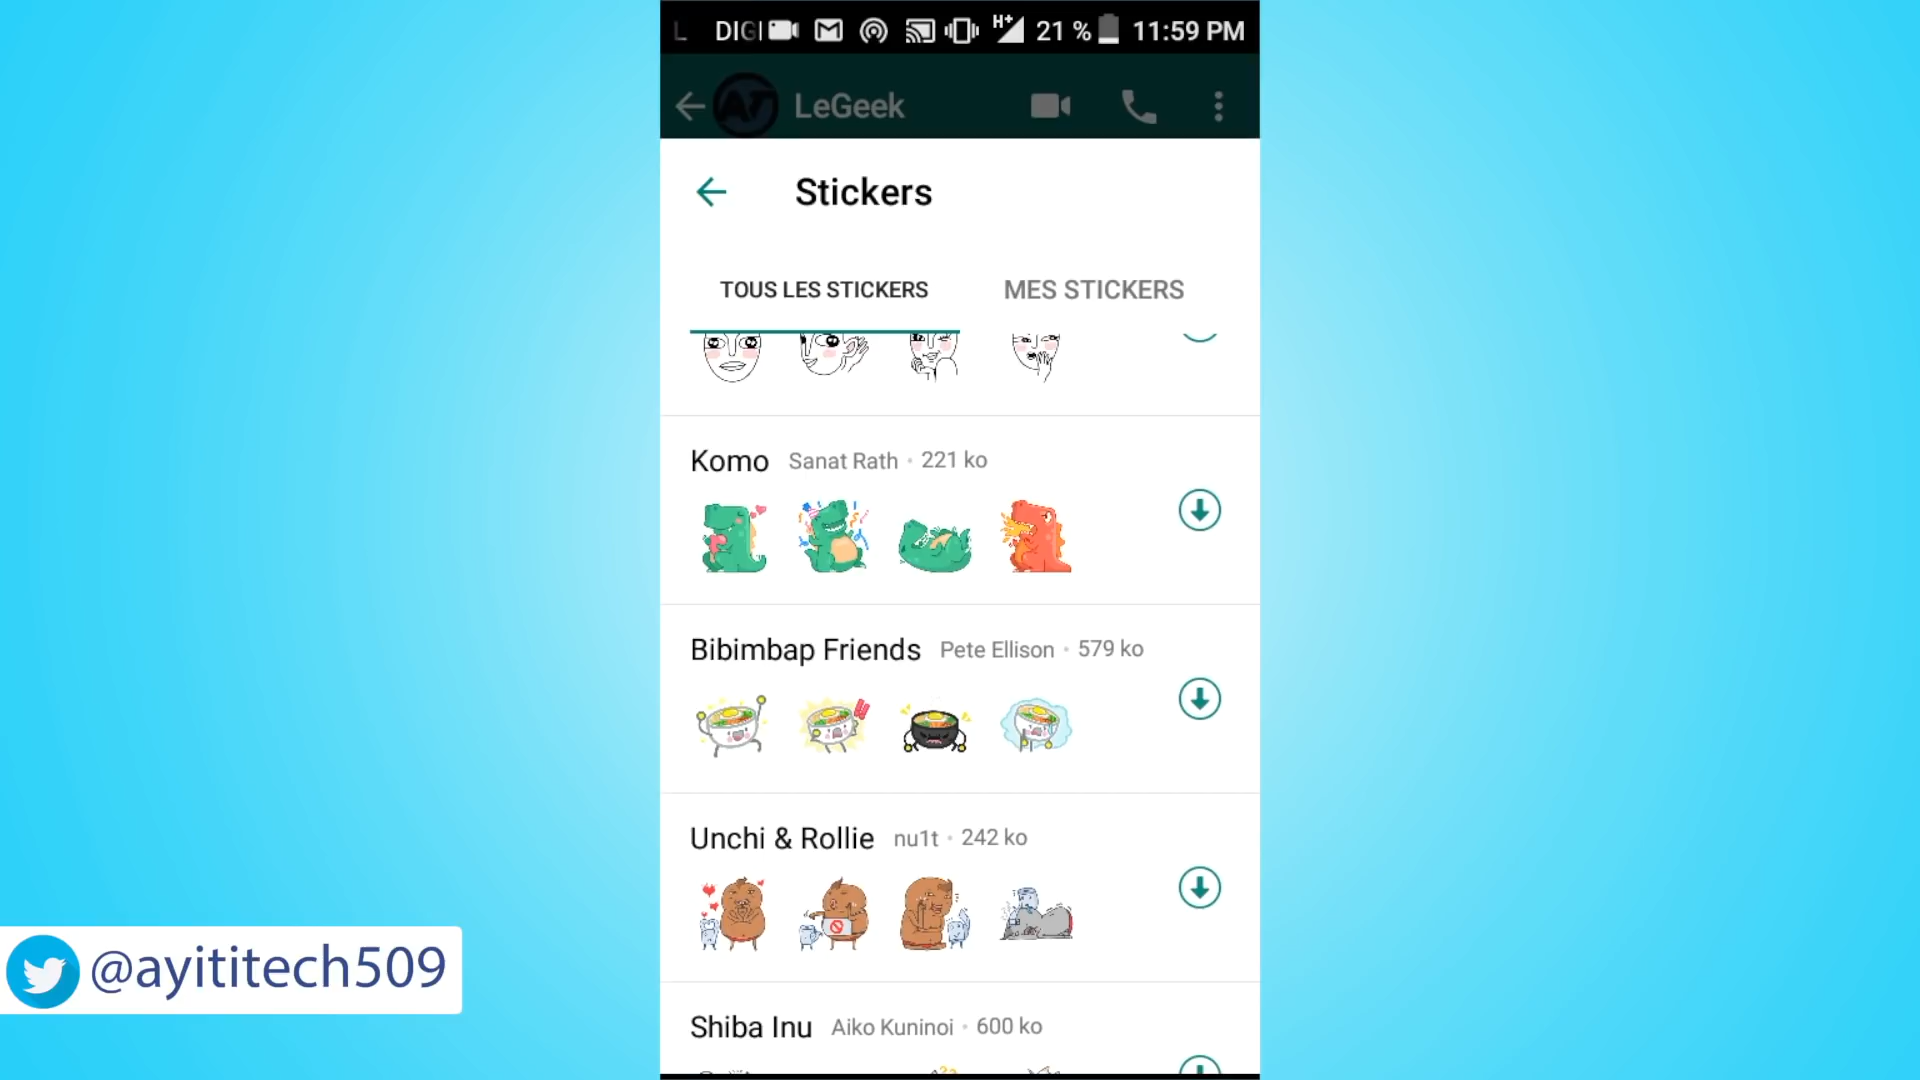 DIGI 21 % 11:59 PM
LeGeek
Stickers
TOUS LES STICKERS MES STICKERS
Komo Sanat Rath • 221 ko
Bibimbap Friends Pete Ellison • 579 ko
Unchi & Rollie nu1t • 242 ko
@ayititech509
Shiba Inu Aiko Kuninoi • 600 ko